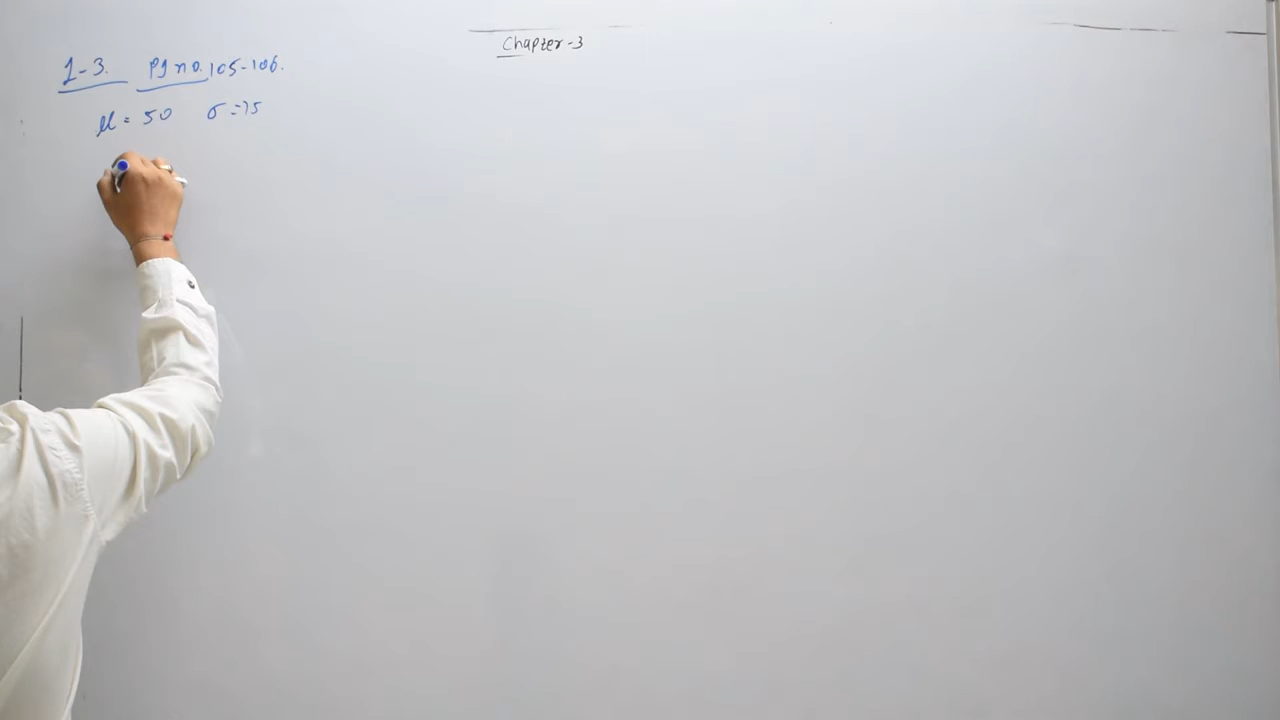 Chapter-3
1-3. Pg no. 105-106.
μ = 50 σ = 15